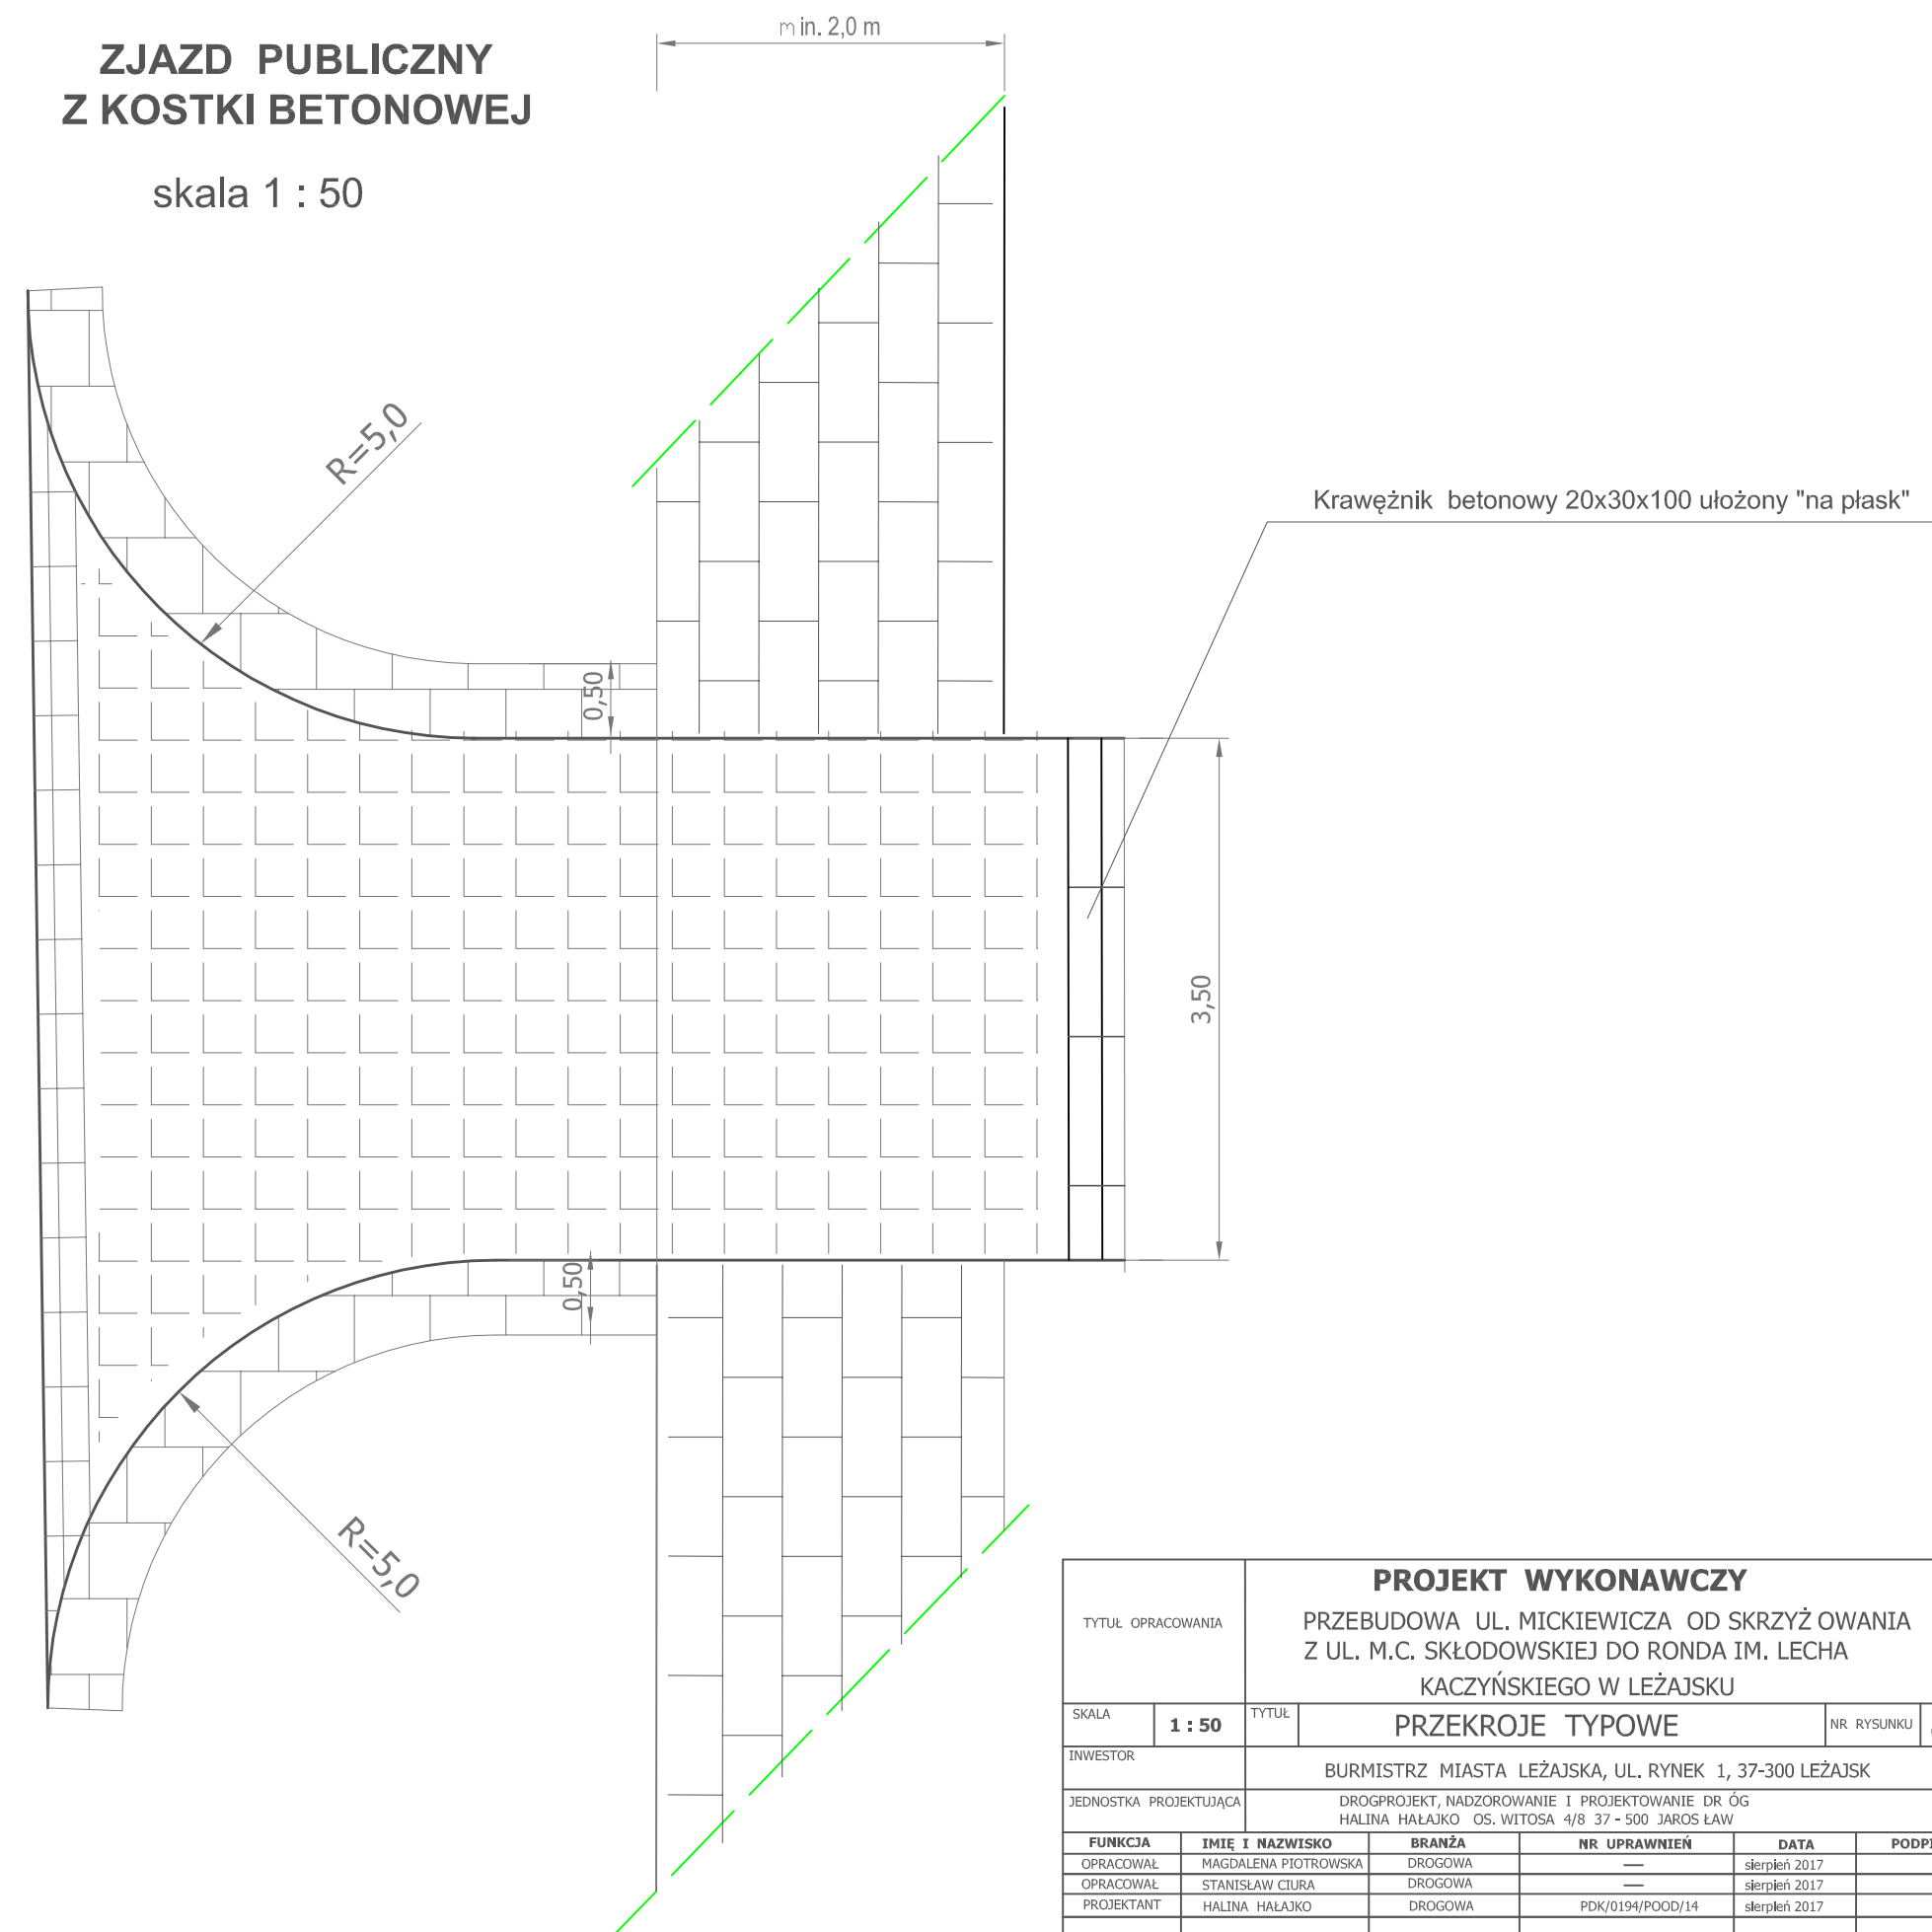 ZJAZD PUBLICZNY
Z KOSTKI BETONOWEJ
skala 1 : 50
min. 2,0 m
R=5,0
Krawężnik betonowy 20x30x100 ułożony "na płask"
0,50
3,50
0,50
R=5,0
TYTUŁ OPRACOWANIA
PROJEKT WYKONAWCZY
PRZEBUDOWA UL. MICKIEWICZA OD SKRZYŻ OWANIA
Z UL. M.C. SKŁODOWSKIEJ DO RONDA IM. LECHA
KACZYŃSKIEGO W LEŻAJSKU
SKALA 1 : 50 TYTUŁ PRZEKROJE TYPOWE NR RYSUNKU
INWESTOR
BURMISTRZ MIASTA LEŻAJSKA, UL. RYNEK 1, 37-300 LEŻAJSK
JEDNOSTKA PROJEKTUJĄCA
DROGPROJEKT, NADZOROWANIE I PROJEKTOWANIE DR ÓG
HALINA HAŁAJKO OS. WITOSA 4/8 37 - 500 JAROS ŁAW
FUNKCJA IMIĘ I NAZWISKO BRANŻA NR UPRAWNIEŃ DATA
OPRACOWAŁ MAGDALENA PIOTROWSKA DROGOWA — sierpień 2017
OPRACOWAŁ STANISŁAW CIURA DROGOWA — sierpień 2017
PROJEKTANT HALINA HAŁAJKO DROGOWA PDK/0194/POOD/14 sierpień 2017